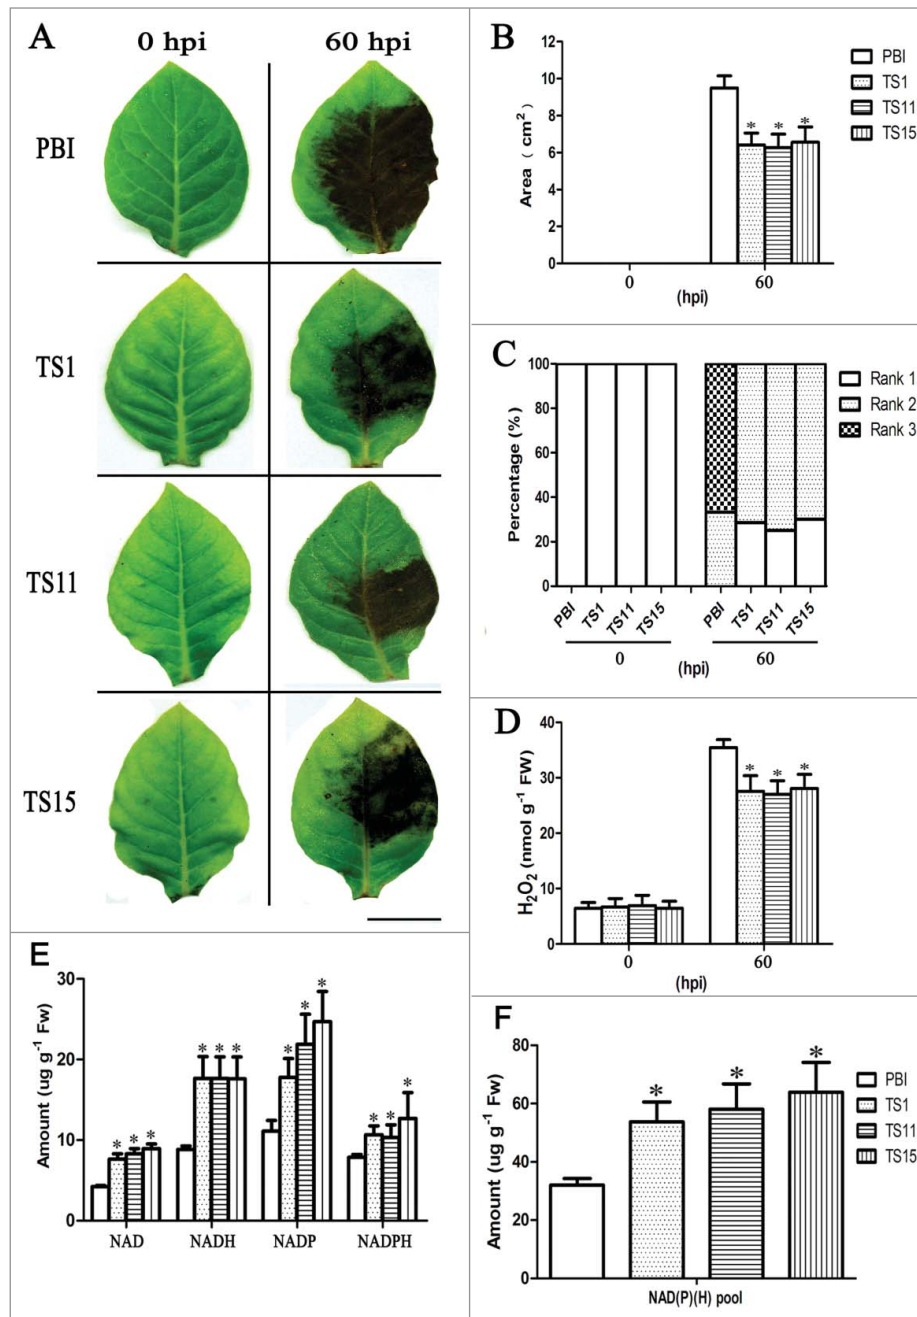 A
0 hpi
60 hpi
PBI
TS1
TS11
TS15
B
12
10
8
6
4
2
0
Area ( cm²)
* * *
0
60
(hpi)
PBI
TS1
TS11
TS15
C
100
80
60
40
20
0
Percentage (%)
PBI
TS1
TS11
TS15
PBI
TS1
TS11
TS15
0
60
(hpi)
Rank 1
Rank 2
Rank 3
D
40
30
20
10
0
H₂O₂ (nmol g⁻¹ FW)
* * *
0
60
(hpi)
E
30
20
10
0
Amount (ug g⁻¹ Fw)
* * *
* * *
* * *
* * *
NAD
NADH
NADP
NADPH
F
80
60
40
20
0
Amount (ug g⁻¹ Fw)
* * *
NAD(P)(H) pool
PBI
TS1
TS11
TS15